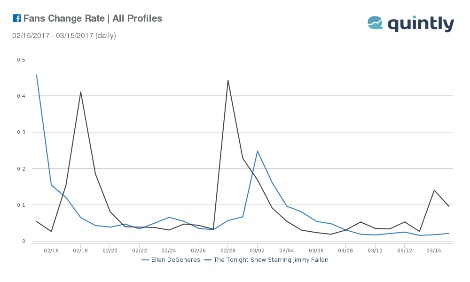 Fans Change Rate | All Profiles
quintly
02/15/2017 - 03/15/2017 (daily)
0.5
0.4
0.3
0.2
0.1
0
02/16 02/18 02/20 02/22 02/24 02/26 02/28 03/02 03/04 03/06 03/08 03/10 03/12 03/14
Ellen DeGeneres The Tonight Show Starring Jimmy Fallon